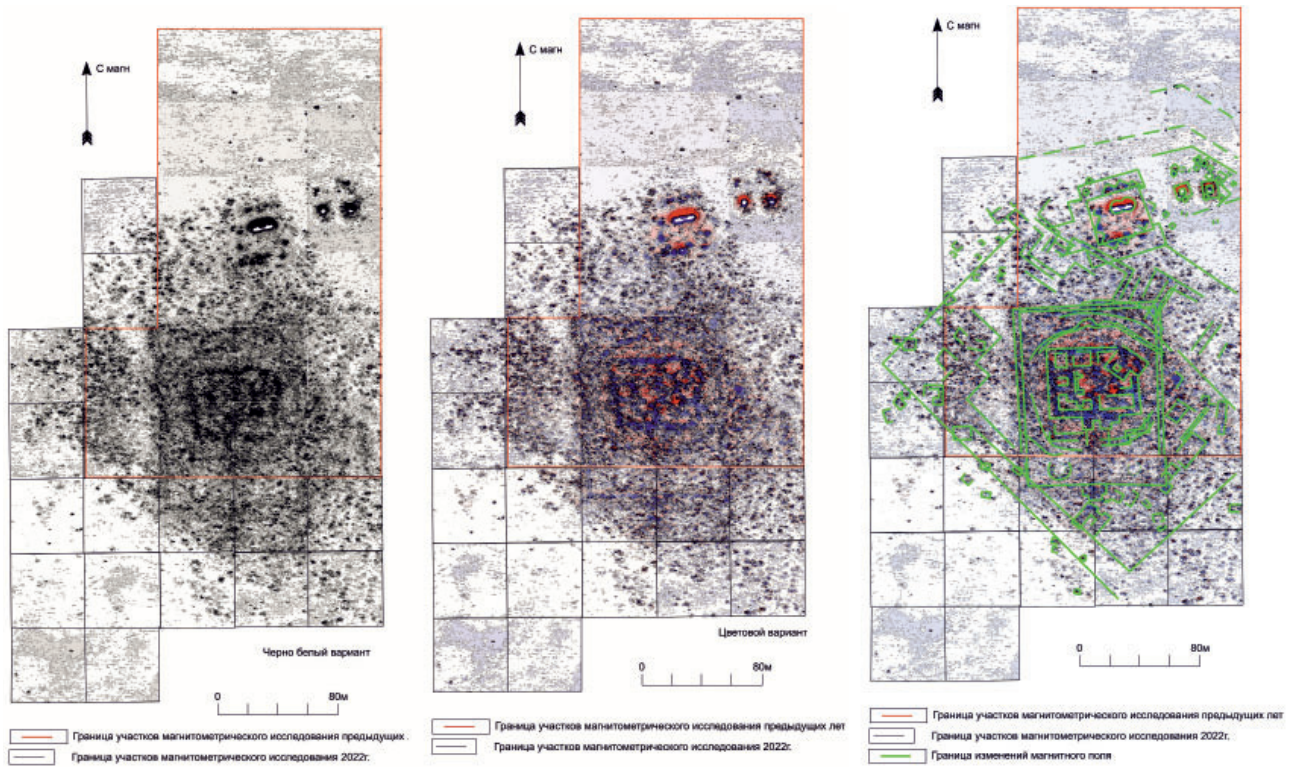 С магн
Черно белый вариант
0 80м
Граница участков магнитометрического исследования предыдущих .
Граница участков магнитометрического исследования 2022г.
С магн
Цветовой вариант
0 80м
Граница участков магнитометрического исследования предыдущих лет
Граница участков магнитометрического исследования 2022г.
С магн
0 80м
Граница участков магнитометрического исследования предыдущих лет
Граница участков магнитометрического исследования 2022г.
Граница изменений магнитного поля